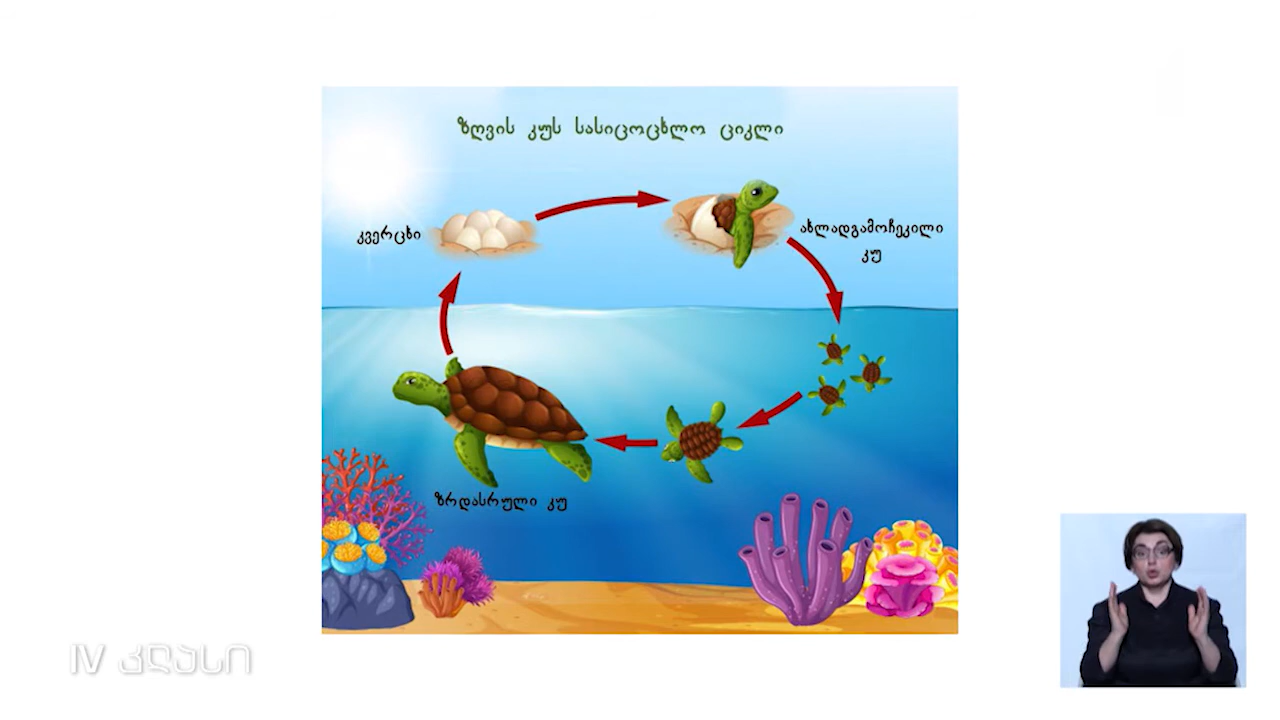 ზღვის კუს სასიცოცხლო ციკლი
კვერცხი
ახლადგამოჩეკილი
კუ
ზრდასრული კუ
IV კლასი